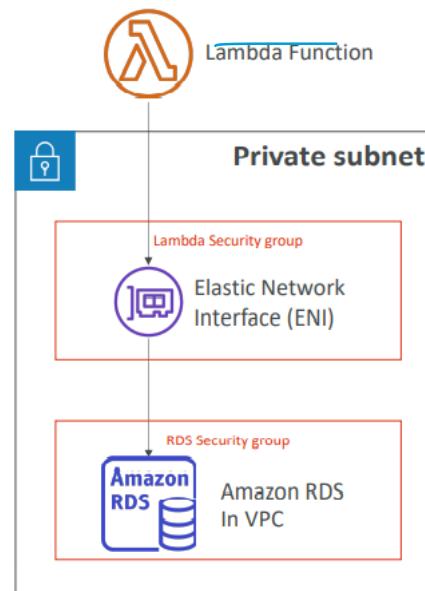 Lambda Function
Private subnet
Lambda Security group
Elastic Network
Interface (ENI)
RDS Security group
Amazon
RDS
Amazon RDS
In VPC